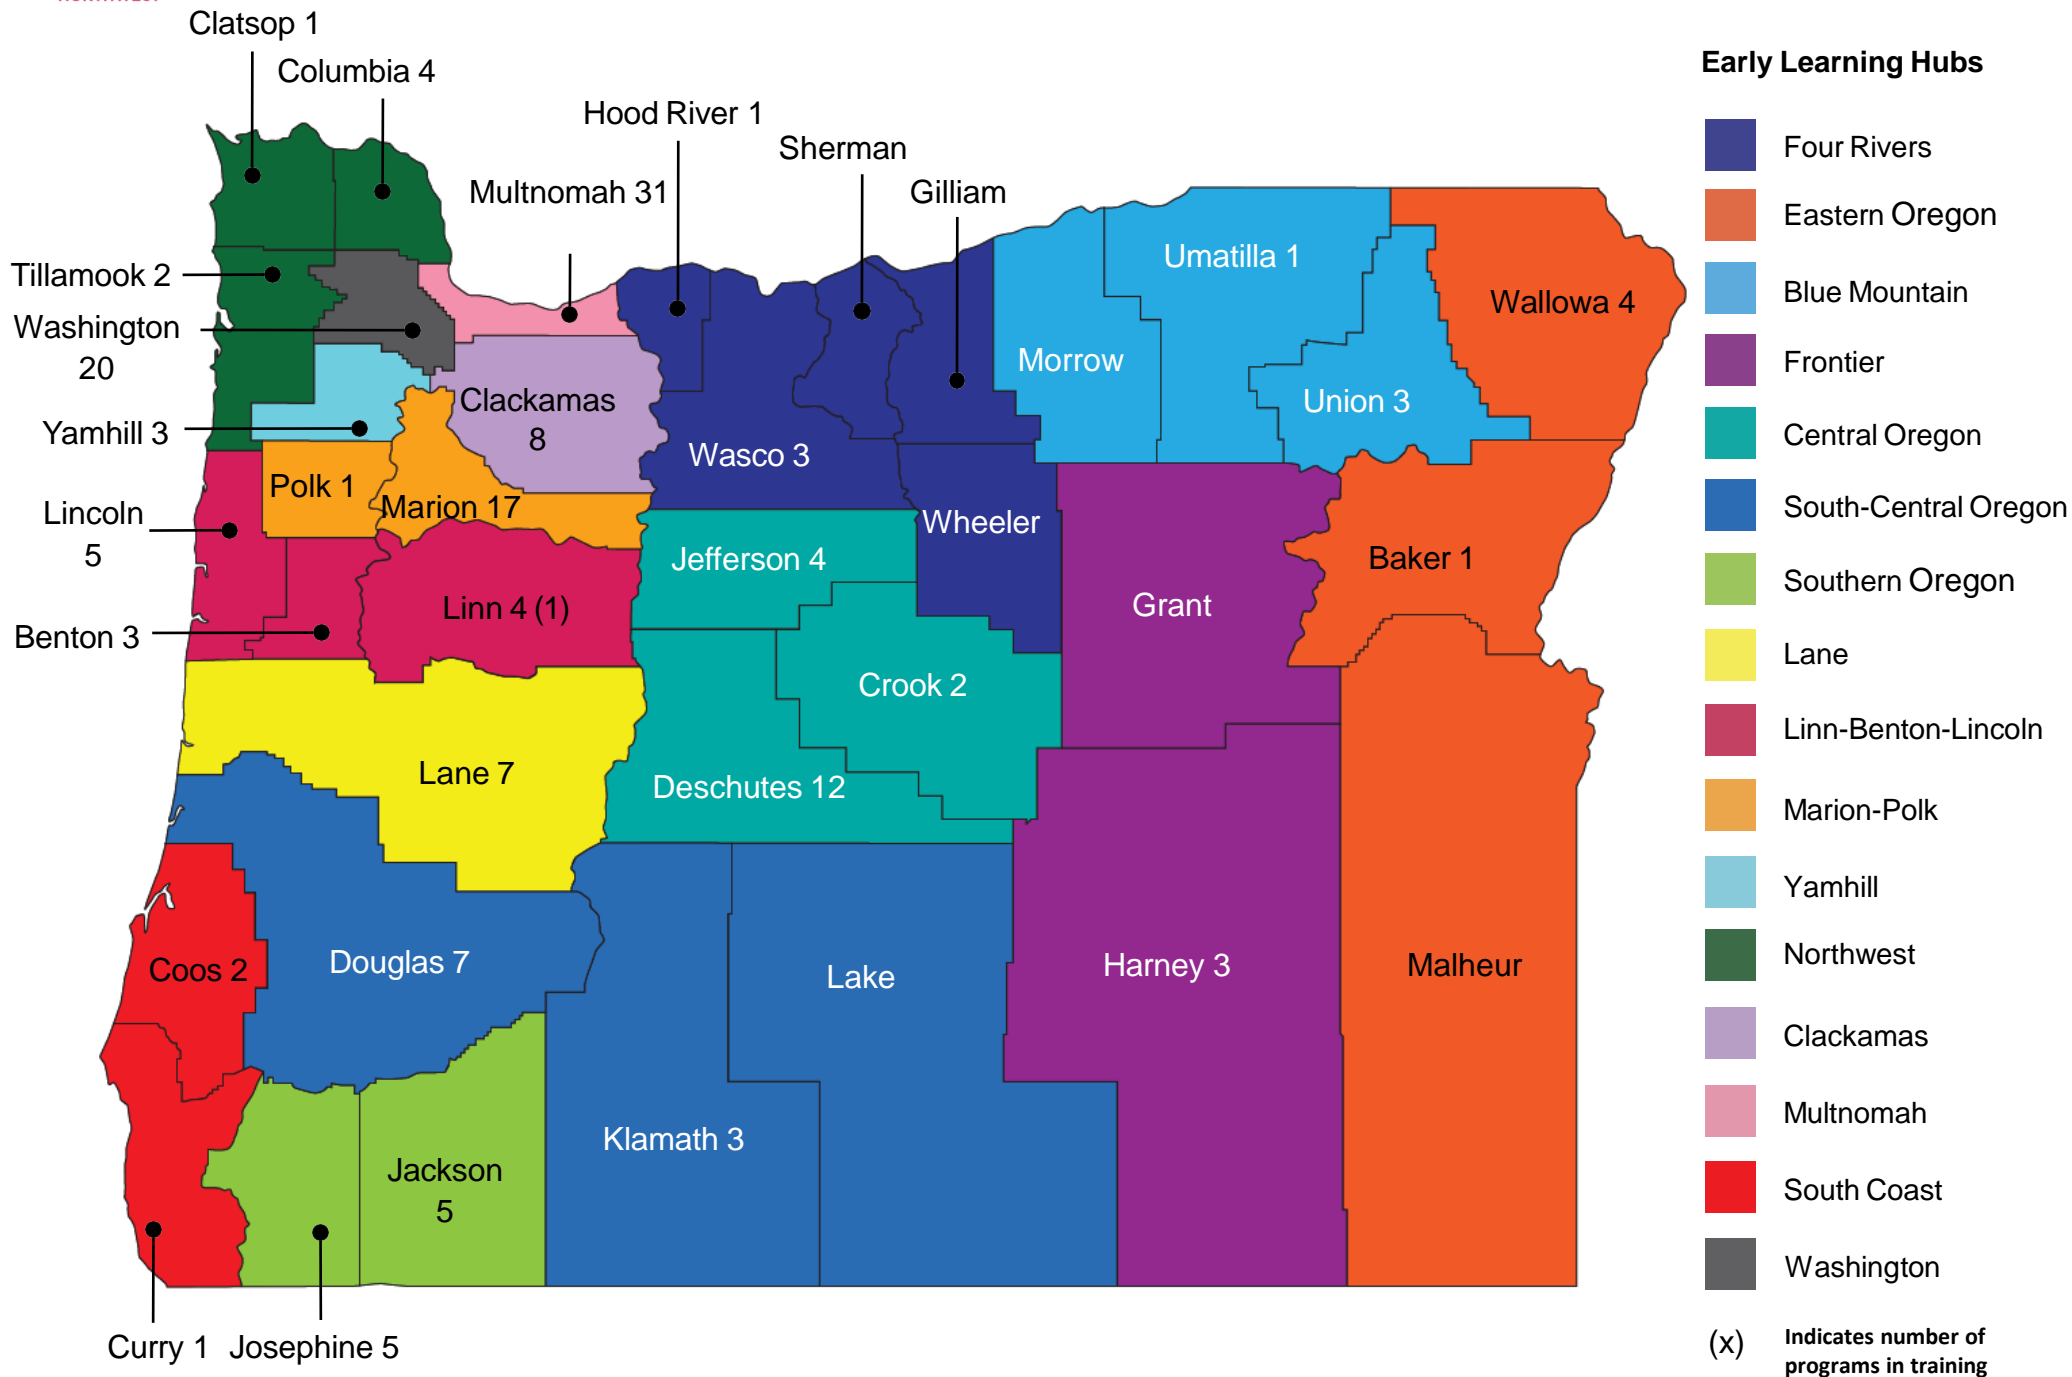 Clatsop 1
Columbia 4
Hood River 1
Sherman
Multnomah 31
Gilliam
Tillamook 2
Washington
20
Yamhill 3
Clackamas
8
Polk 1
Marion 17
Lincoln
5
Benton 3
Linn 4 (1)
Wasco 3
Wheeler
Morrow
Umatilla 1
Union 3
Wallowa 4
Jefferson 4
Crook 2
Deschutes 12
Grant
Baker 1
Lane 7
Douglas 7
Coos 2
Lake
Harney 3
Malheur
Klamath 3
Jackson
5
Curry 1
Josephine 5
Early Learning Hubs
Four Rivers
Eastern Oregon
Blue Mountain
Frontier
Central Oregon
South-Central Oregon
Southern Oregon
Lane
Linn-Benton-Lincoln
Marion-Polk
Yamhill
Northwest
Clackamas
Multnomah
South Coast
Washington
(x) Indicates number of
programs in training